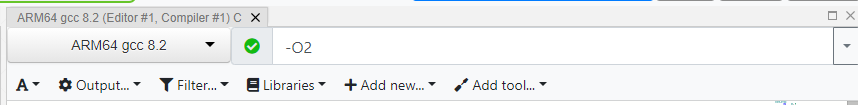 ARM64 gcc 8.2 (Editor #1, Compiler #1) C
ARM64 gcc 8.2
-O2
A Output... Filter... Libraries Add new... Add tool...